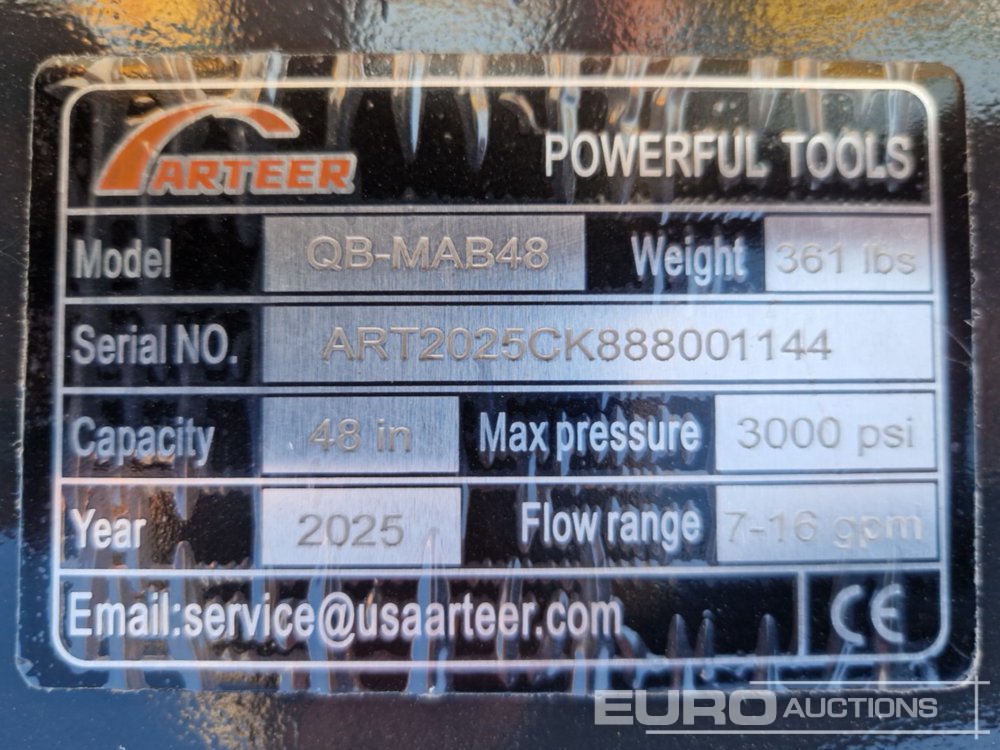 ARTEER POWERFUL TOOLS
Model QB-MAB48 Weight 361 lbs
Serial NO. ART2025CK888001144
Capacity 48 in Max pressure 3000 psi
Year 2025 Flow range 7-16 gpm
Email:service@usaarteer.com CE
EURO AUCTIONS